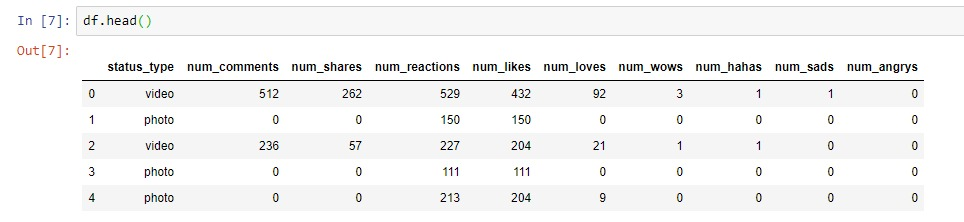 In [7]: df.head()
Out[7]:
status_type num_comments num_shares num_reactions num_likes num_loves num_wows num_hahas num_sads num_angrys
0 video 512 262 529 432 92 3 1 1 0
1 photo 0 0 150 150 0 0 0 0 0
2 video 236 57 227 204 21 1 1 0 0
3 photo 0 0 111 111 0 0 0 0 0
4 photo 0 0 213 204 9 0 0 0 0